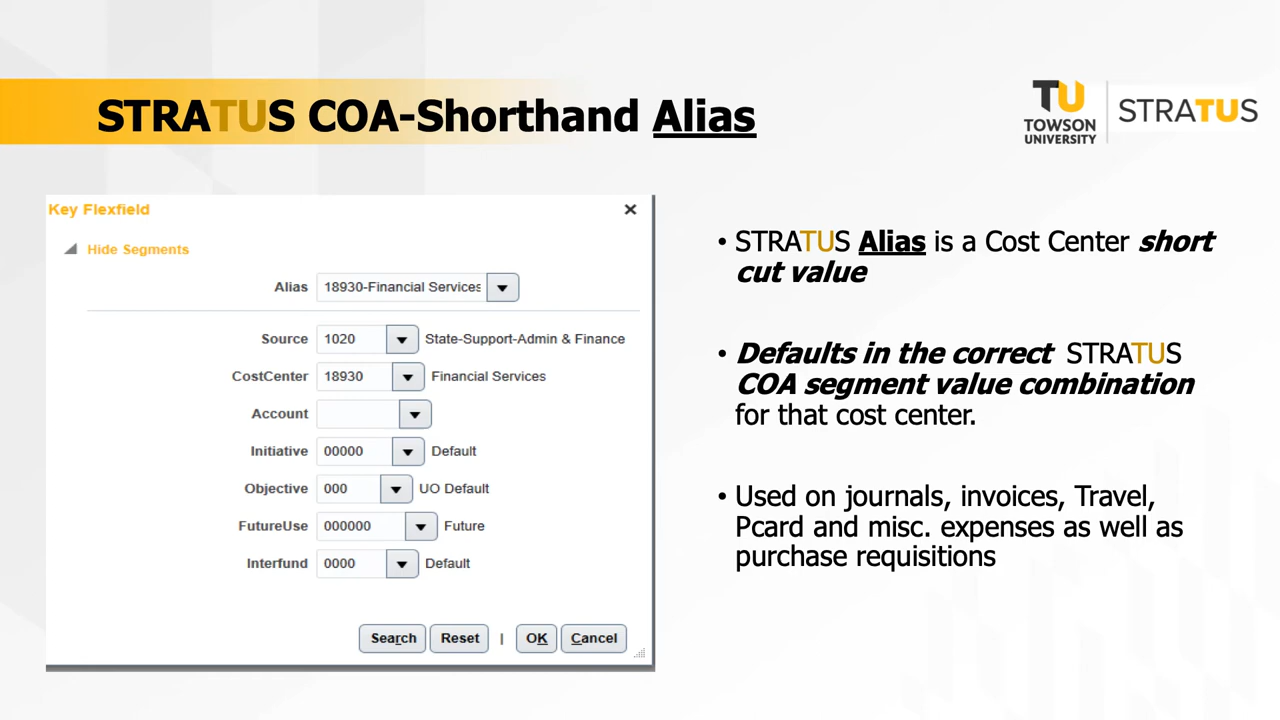 STRATUS COA-Shorthand Alias
TU
TOWSON
UNIVERSITY
STRATUS
Key Flexfield
Hide Segments
Alias 18930-Financial Services
Source 1020 State-Support-Admin & Finance
CostCenter 18930 Financial Services
Account
Initiative 00000 Default
Objective 000 UO Default
FutureUse 000000 Future
Interfund 0000 Default
Search Reset | OK Cancel
• STRATUS Alias is a Cost Center short
cut value
• Defaults in the correct STRATUS
COA segment value combination
for that cost center.
• Used on journals, invoices, Travel,
Pcard and misc. expenses as well as
purchase requisitions